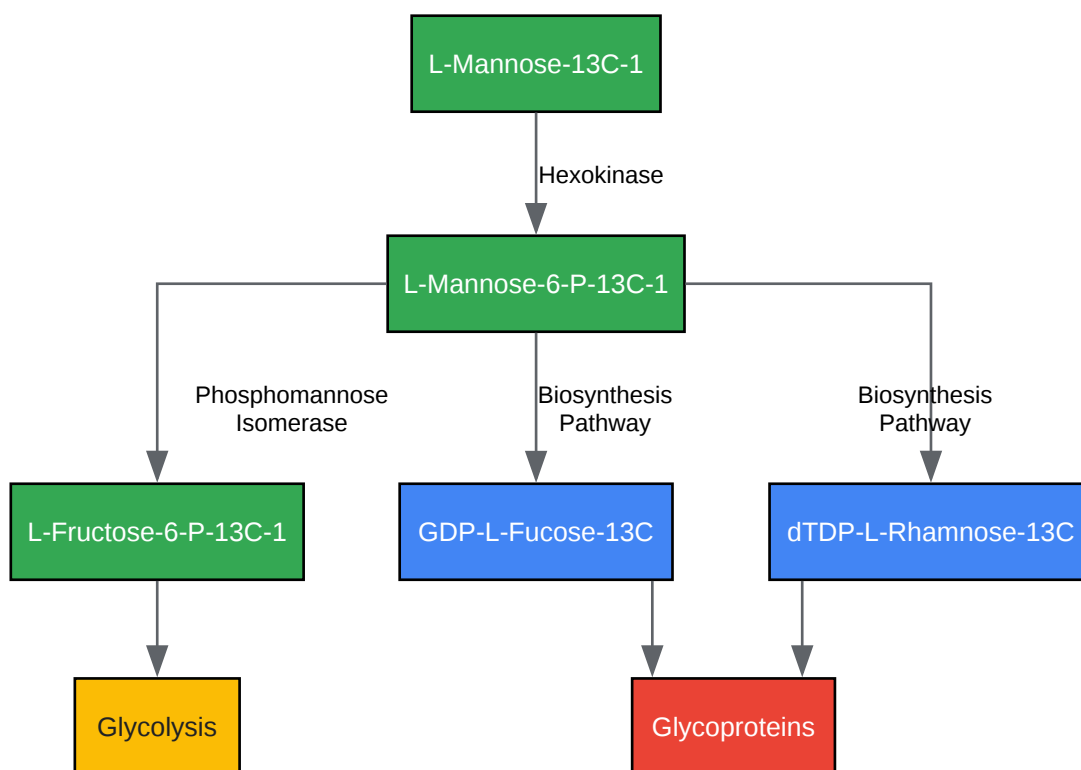 L-Mannose-13C-1
Hexokinase
L-Mannose-6-P-13C-1
Phosphomannose
Isomerase
Biosynthesis
Pathway
Biosynthesis
Pathway
L-Fructose-6-P-13C-1
GDP-L-Fucose-13C
dTDP-L-Rhamnose-13C
Glycolysis
Glycoproteins